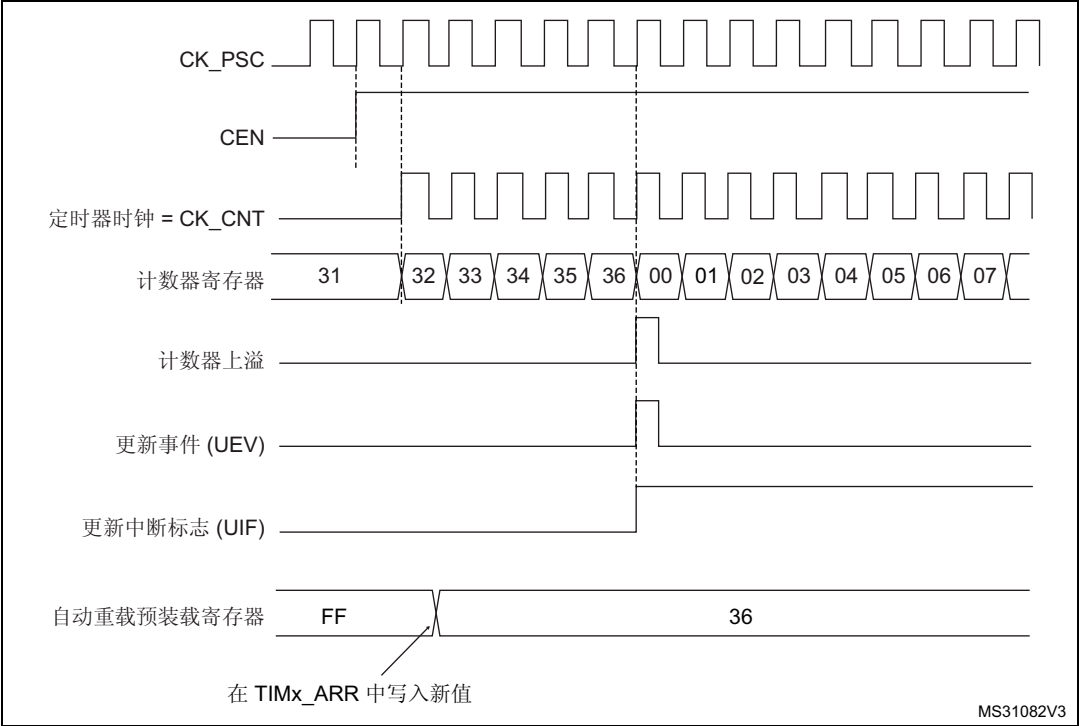 CK_PSC
CEN
定时器时钟 = CK_CNT
计数器寄存器 31 32 33 34 35 36 00 01 02 03 04 05 06 07
计数器上溢
更新事件 (UEV)
更新中断标志 (UIF)
自动重载预装载寄存器 FF 36
在 TIMx_ARR 中写入新值
MS31082V3